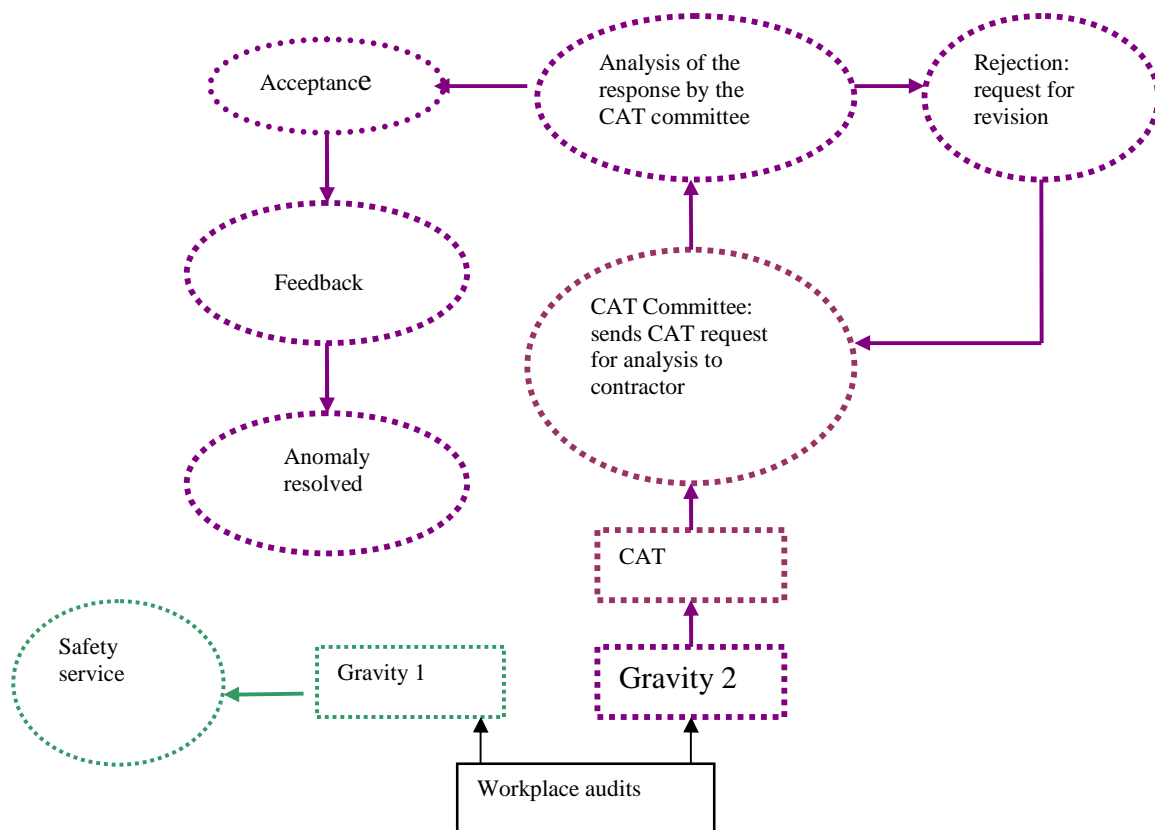 Acceptance
Analysis of the
response by the
CAT committee
Rejection:
request for
revision
Feedback
CAT Committee:
sends CAT request
for analysis to
contractor
Anomaly
resolved
CAT
Safety
service
Gravity 1
Gravity 2
Workplace audits